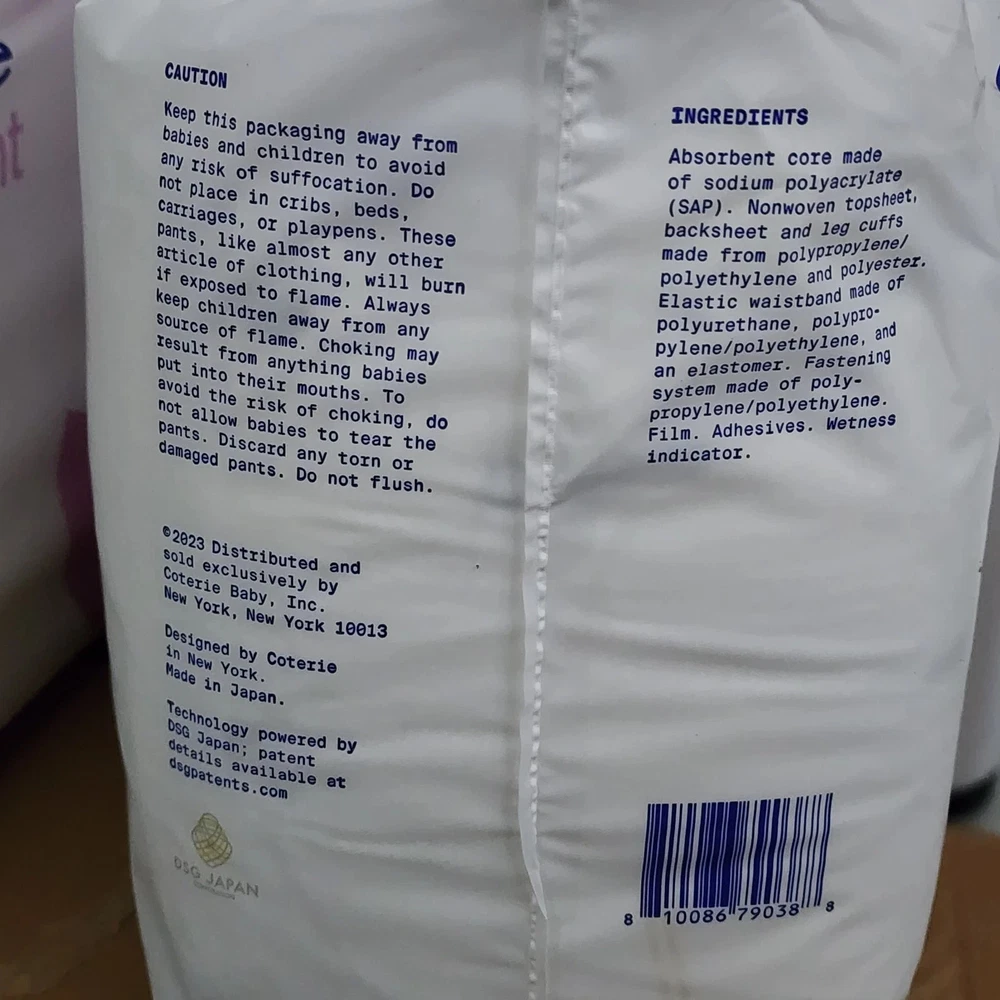 CAUTION
Keep this packaging away from
babies and children to avoid
any risk of suffocation. Do
not place in cribs, beds,
carriages, or playpens. These
pants, like almost any other
article of clothing, will burn
if exposed to flame. Always
keep children away from any
source of flame. Choking may
result from anything babies
put into their mouths. To
avoid the risk of choking, do
not allow babies to tear the
pants. Discard any torn or
damaged pants. Do not flush.
©2023 Distributed and
sold exclusively by
Coterie Baby, Inc.
New York, New York 10013
Designed by Coterie
in New York.
Made in Japan.
Technology powered by
DSG Japan; patent
details available at
dsgpatents.com
DSG JAPAN
CORPORATION
INGREDIENTS
Absorbent core made
of sodium polyacrylate
(SAP). Nonwoven topsheet,
backsheet and leg cuffs
made from polypropylene/
polyethylene and polyester.
Elastic waistband made of
polyurethane, polypro-
pylene/polyethylene, and
an elastomer. Fastening
system made of poly-
propylene/polyethylene.
Film. Adhesives. Wetness
indicator.
8 10086 79038 8